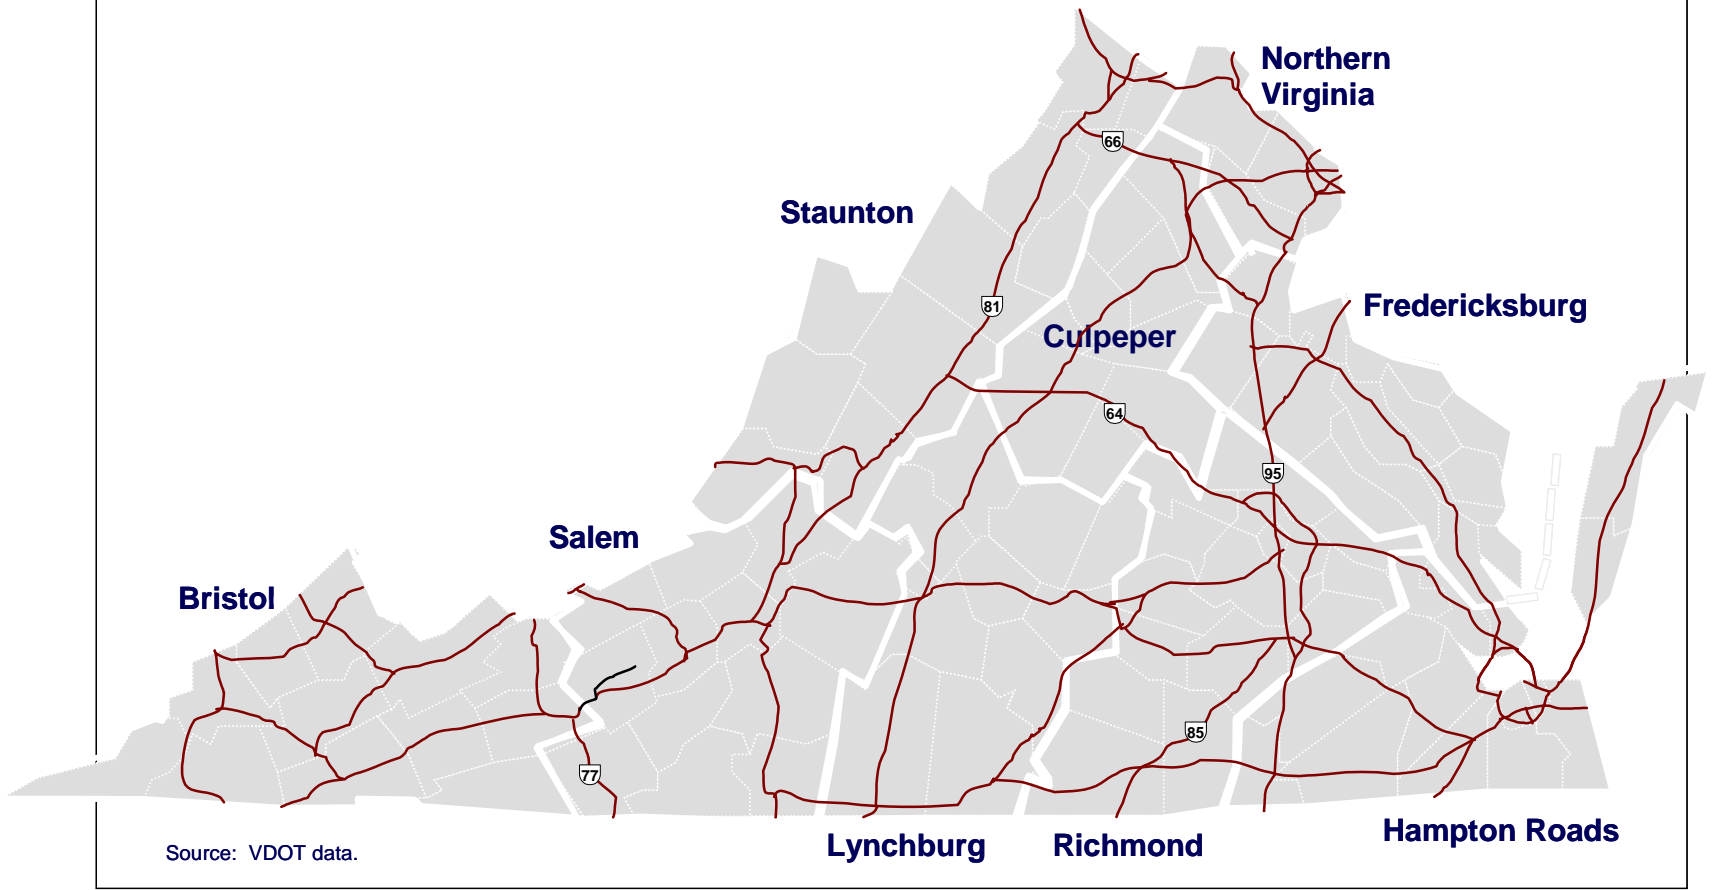 Northern
Virginia
66
Staunton
81
Fredericksburg
Culpeper
64
95
Salem
Bristol
85
77
Hampton Roads
Lynchburg
Richmond
Source: VDOT data.